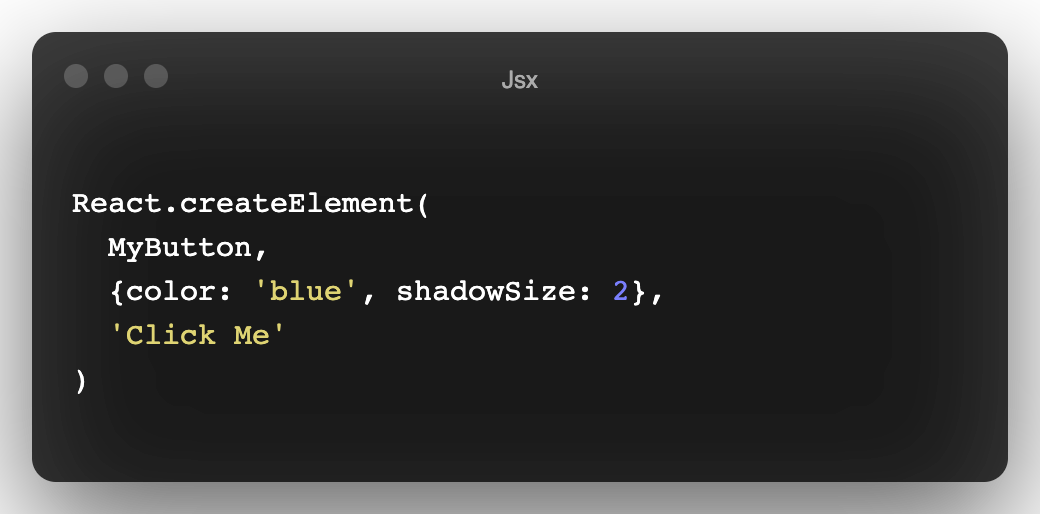 Jsx
React.createElement(
  MyButton,
  {color: 'blue', shadowSize: 2},
  'Click Me'
)